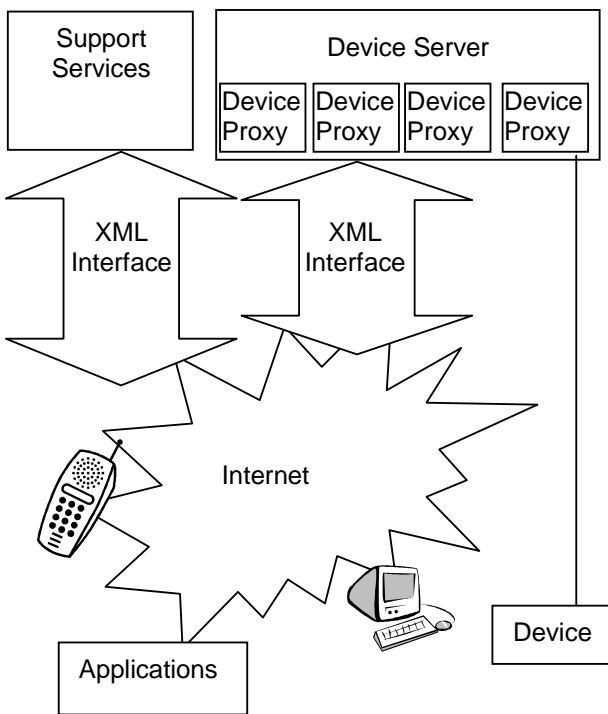 Support
Services
Device Server
Device
Proxy
Device
Proxy
Device
Proxy
Device
Proxy
XML
Interface
XML
Interface
Internet
Applications
Device